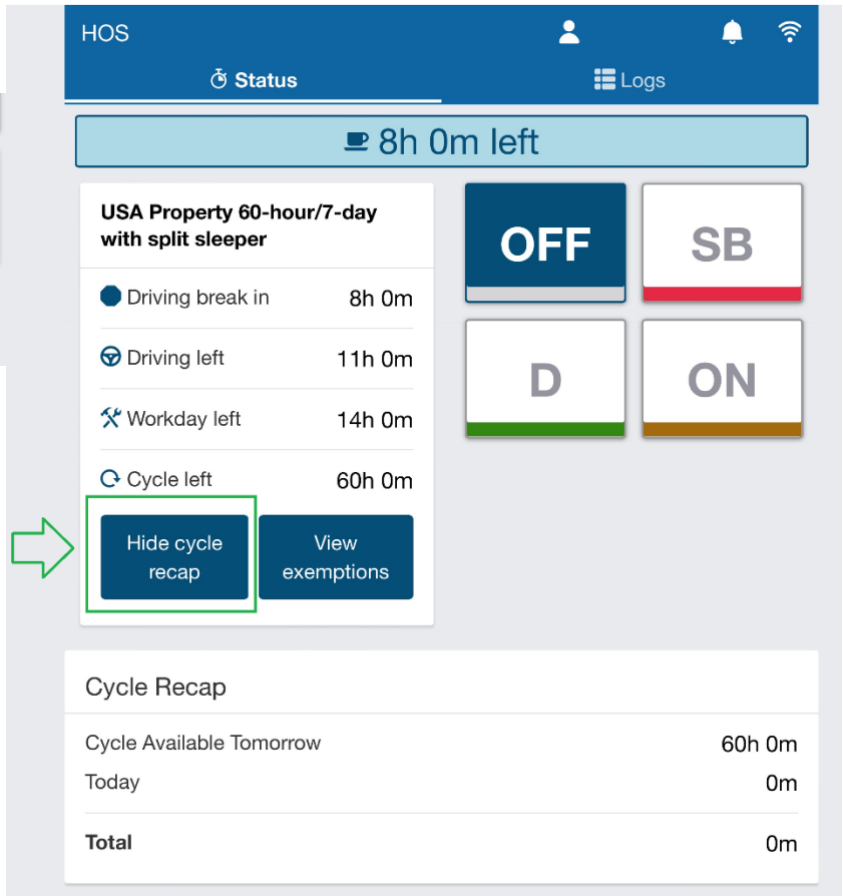 HOS
Status
Logs
8h 0m left
USA Property 60-hour/7-day
with split sleeper
Driving break in 8h 0m
Driving left 11h 0m
Workday left 14h 0m
Cycle left 60h 0m
Hide cycle
recap
View
exemptions
OFF
SB
D
ON
Cycle Recap
Cycle Available Tomorrow 60h 0m
Today 0m
Total 0m